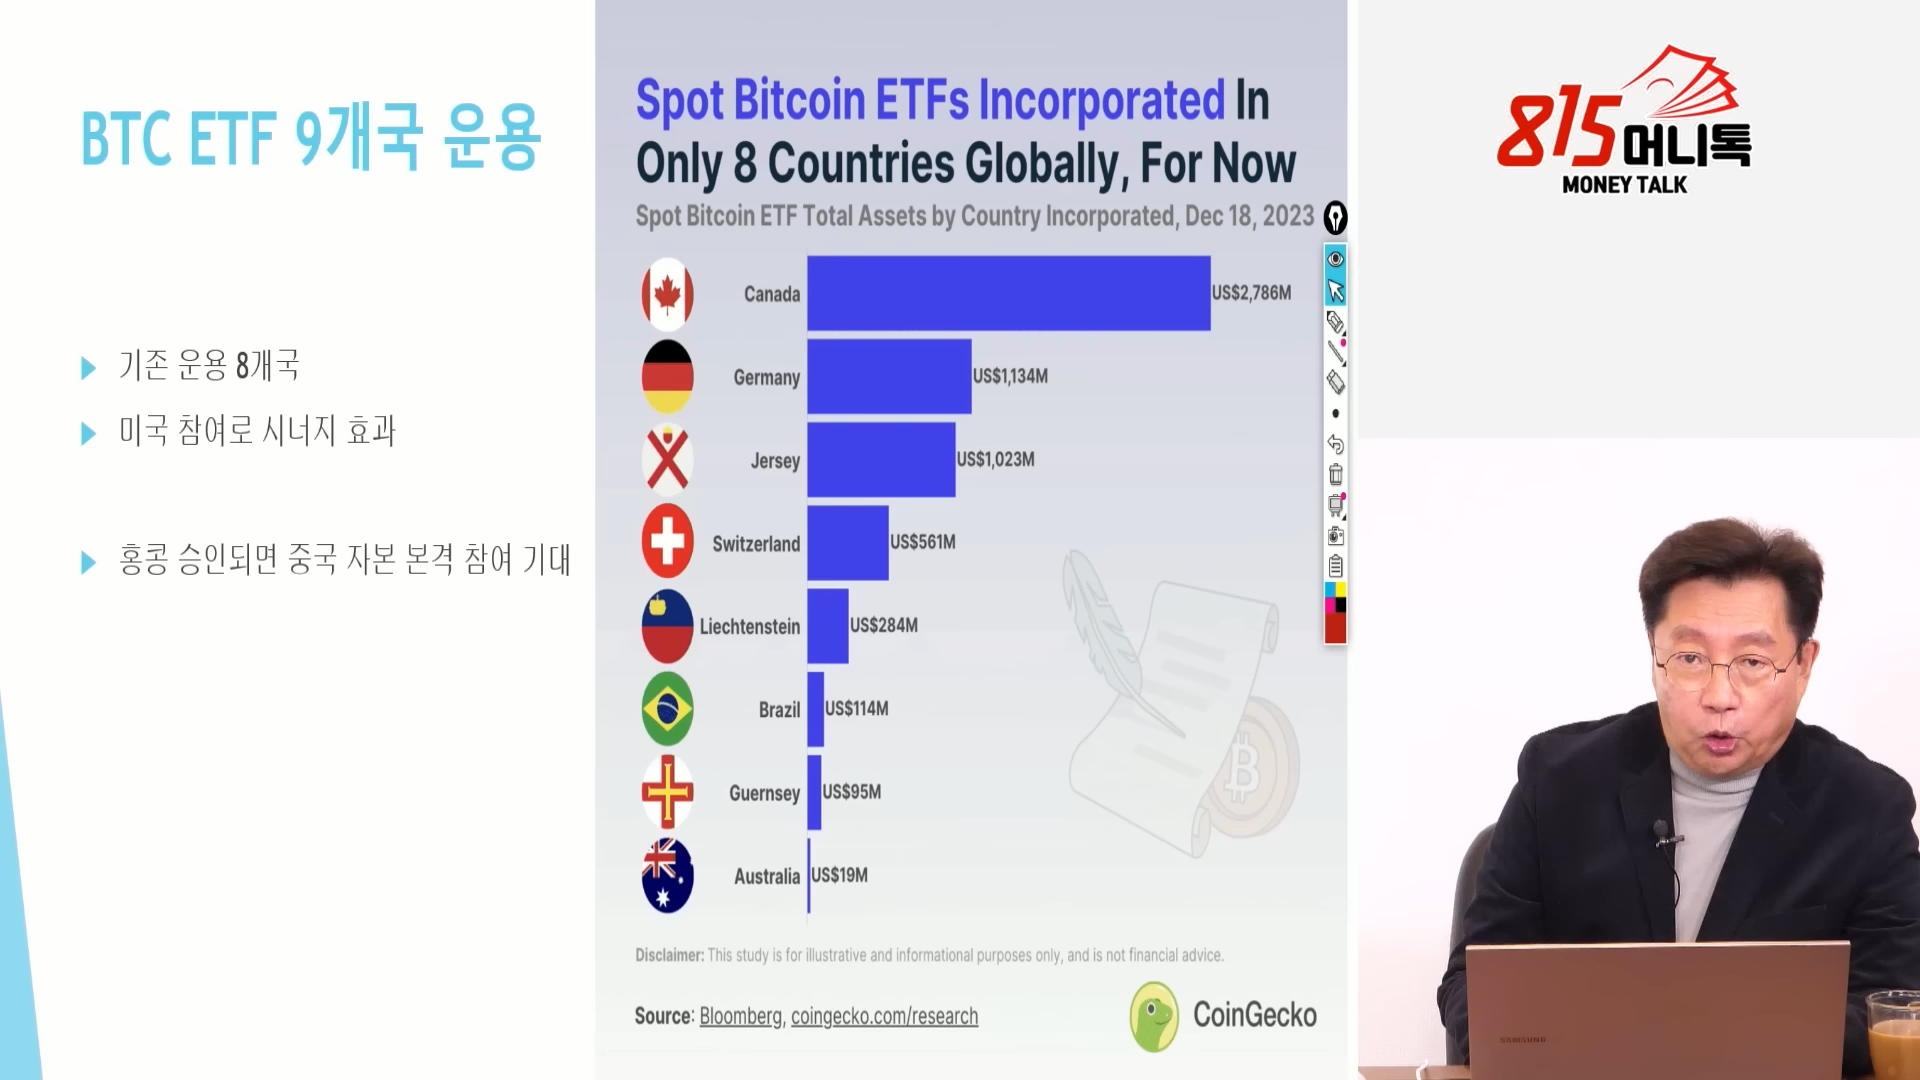 BTC ETF 9개국 운용
기존 운용 8개국
미국 참여로 시너지 효과
홍콩 승인되면 중국 자본 본격 참여 기대
Spot Bitcoin ETFs Incorporated In
Only 8 Countries Globally, For Now
Spot Bitcoin ETF Total Assets by Country Incorporated, Dec 18, 2023
Canada US$2,786M
Germany US$1,134M
Jersey US$1,023M
Switzerland US$561M
Liechtenstein US$284M
Brazil US$114M
Guernsey US$95M
Australia US$19M
Disclaimer: This study is for illustrative and informational purposes only, and is not financial advice.
Source: Bloomberg, coingecko.com/research
CoinGecko
815머니톡
MONEY TALK
SAMSUNG